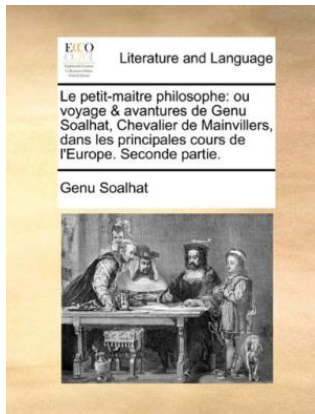 ECCO
Literature and Language
Le petit-maitre philosophe: ou
voyage & avantures de Genu
Soalhat, Chevalier de Mainvillers,
dans les principales cours de
l'Europe. Seconde partie.
Genu Soalhat